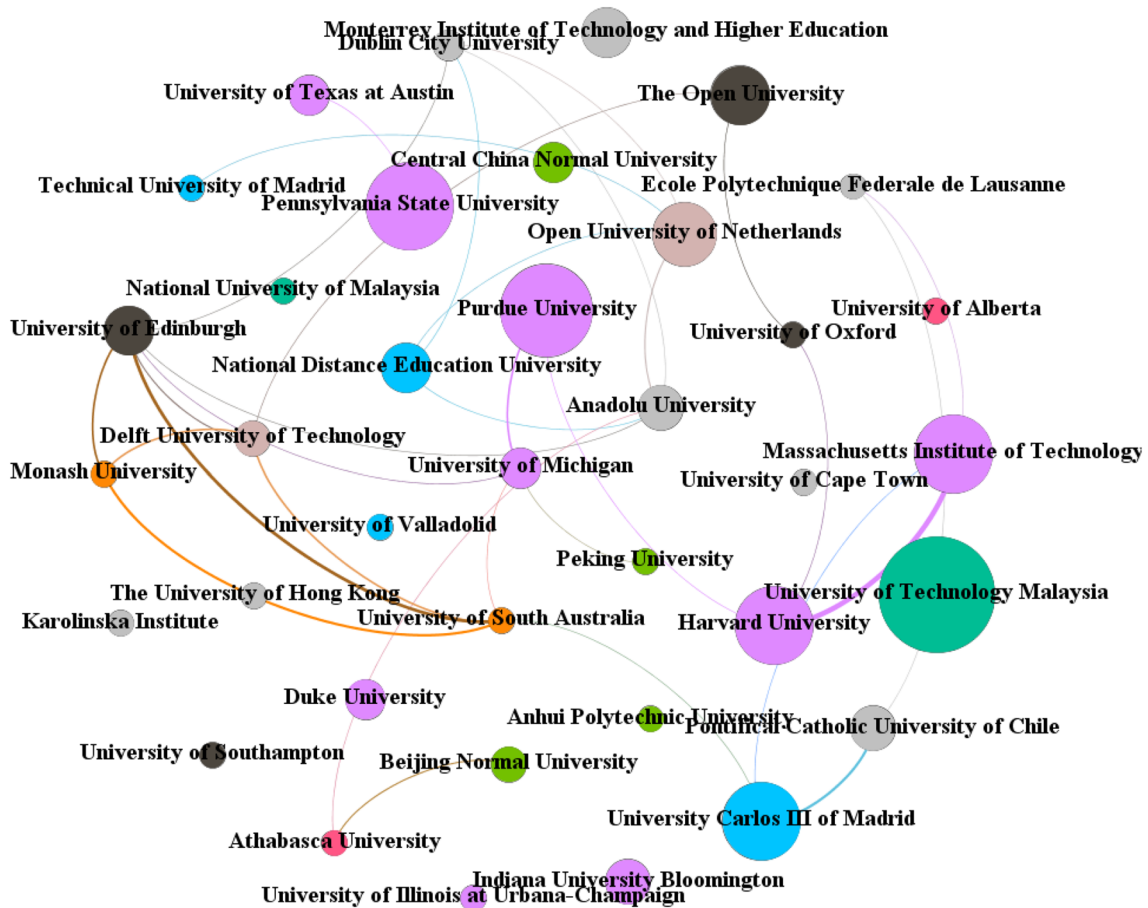 Monterrey Institute of Technology and Higher Education
Dublin City University
University of Texas at Austin
The Open University
Central China Normal University
Technical University of Madrid
Ecole Polytechnique Federale de Lausanne
Pennsylvania State University
Open University of Netherlands
National University of Malaysia
Purdue University
University of Alberta
University of Edinburgh
University of Oxford
National Distance Education University
Anadolu University
Delft University of Technology
Massachusetts Institute of Technology
University of Michigan
Monash University
University of Cape Town
University of Valladolid
Peking University
The University of Hong Kong
University of Technology Malaysia
Karolinska Institute
University of South Australia
Harvard University
Duke University
Anhui Polytechnic University
Pontifical Catholic University of Chile
University of Southampton
Beijing Normal University
University Carlos III of Madrid
Athabasca University
Indiana University Bloomington
University of Illinois at Urbana-Champaign